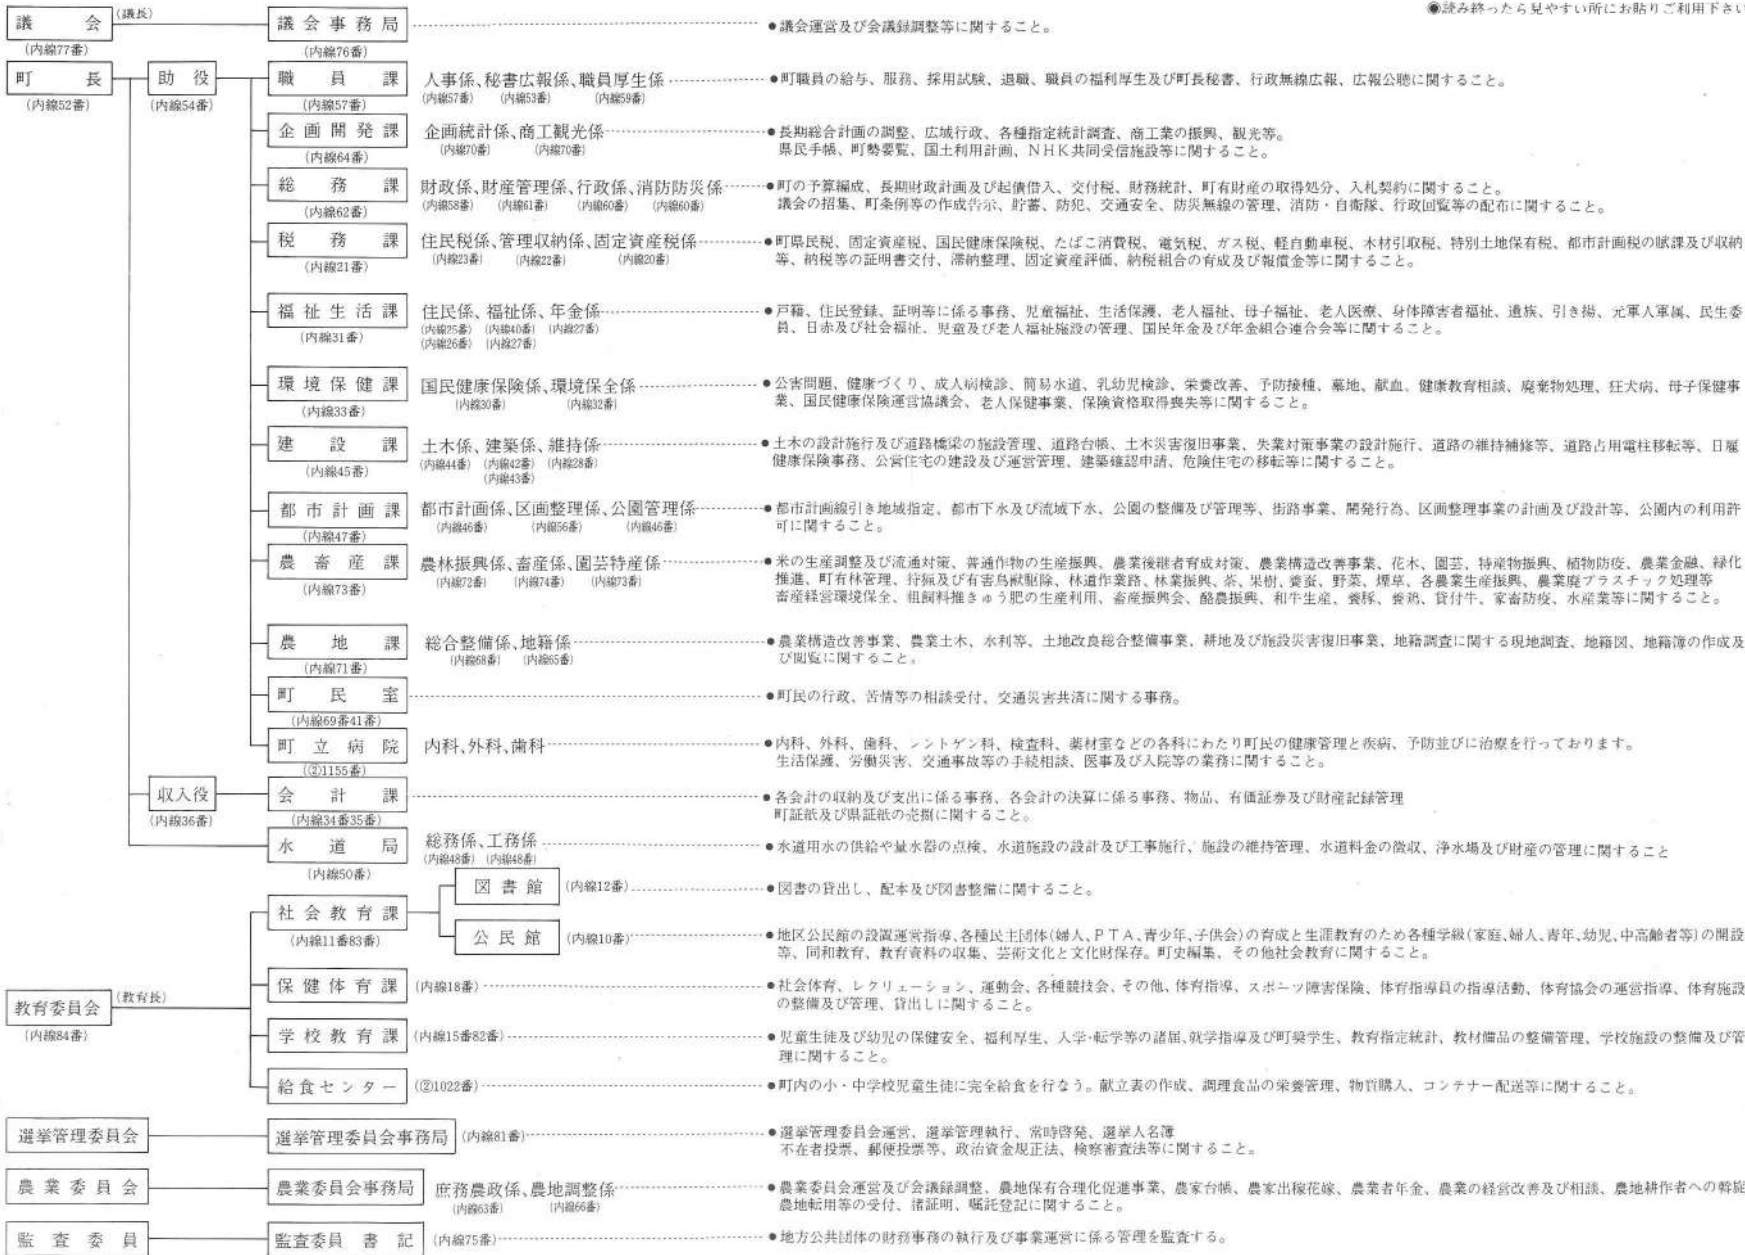 ◉読み終ったら見やすい所にお貼りご利用下さい
議会 (議長) 議会事務局 ●議会運営及び会議録調整等に関すること。
(内線77番) (内線76番)
町長 助役 職員課 人事係、秘書広報係、職員厚生係 ●町職員の給与、服務、採用試験、退職、職員の福利厚生及び町長秘書、行政無線広報、広報公聴に関すること。
(内線52番) (内線54番) (内線57番) (内線57番) (内線53番) (内線59番)
企画開発課 企画統計係、商工観光係 ●長期総合計画の調整、広域行政、各種指定統計調査、商工業の振興、観光等。
(内線64番) (内線70番) (内線70番) 県民手帳、町勢要覧、国土利用計画、NHK共同受信施設等に関すること。
総務課 財政係、財産管理係、行政係、消防防災係 ●町の予算編成、長期財政計画及び起債借入、交付税、財務統計、町有財産の取得処分、入札契約に関すること。
(内線62番) (内線58番) (内線61番) (内線60番) (内線60番) 議会の招集、町条例等の作成告示、貯蓄、防犯、交通安全、防災無線の管理、消防・自衛隊、行政回覧等の配布に関すること。
税務課 住民税係、管理収納係、固定資産税係 ●町県民税、固定資産税、国民健康保険税、たばこ消費税、電気税、ガス税、軽自動車税、木材引取税、特別土地保有税、都市計画税の賦課及び収納
(内線21番) (内線23番) (内線22番) (内線20番) 等、納税等の証明書交付、滞納整理、固定資産評価、納税組合の育成及び報償金等に関すること。
福祉生活課 住民係、福祉係、年金係 ●戸籍、住民登録、証明等に係る事務、児童福祉、生活保護、老人福祉、母子福祉、老人医療、身体障害者福祉、遺族、引き揚、元軍人軍属、民生委
(内線31番) (内線25番) (内線40番) (内線27番) 員、日赤及び社会福祉、児童及び老人福祉施設の管理、国民年金及び年金組合連合会等に関すること。
(内線26番) (内線27番)
環境保健課 国民健康保険係、環境保全係 ●公害問題、健康づくり、成人病検診、簡易水道、乳幼児検診、栄養改善、予防接種、墓地、献血、健康教育相談、廃棄物処理、狂犬病、母子保健事
(内線33番) (内線30番) (内線32番) 業、国民健康保険運営協議会、老人保健事業、保険資格取得喪失等に関すること。
建設課 土木係、建築係、維持係 ●土木の設計施行及び道路橋梁の施設管理、道路台帳、土木災害復旧事業、失業対策事業の設計施行、道路の維持補修等、道路占用電柱移転等、日雇
(内線45番) (内線44番) (内線42番) (内線28番) 健康保険事務、公営住宅の建設及び運営管理、建築確認申請、危険住宅の移転等に関すること。
(内線43番)
都市計画課 都市計画係、区画整理係、公園管理係 ●都市計画線引き地域指定、都市下水及び流域下水、公園の整備及び管理等、街路事業、開発行為、区画整理事業の計画及び設計等、公園内の利用許
(内線47番) (内線46番) (内線56番) (内線46番) 可に関すること。
農畜産課 農林振興係、畜産係、園芸特産係 ●米の生産調整及び流通対策、普通作物の生産振興、農業後継者育成対策、農業構造改善事業、花木、園芸、特産物振興、植物防疫、農業金融、緑化
(内線73番) (内線72番) (内線74番) (内線73番) 推進、町有林管理、狩猟及び有害鳥獣駆除、林道作業路、林業振興、茶、果樹、養蚕、野菜、煙草、各農業生産振興、農業廃プラスチック処理等
畜産経営環境保全、粗飼料推きゅう肥の生産利用、畜産振興会、酪農振興、和牛生産、養豚、養鶏、貸付牛、家畜防疫、水産業等に関すること。
農地課 総合整備係、地籍係 ●農業構造改善事業、農業土木、水利等、土地改良総合整備事業、耕地及び施設災害復旧事業、地籍調査に関する現地調査、地籍図、地籍簿の作成及
(内線71番) (内線68番) (内線65番) び閲覧に関すること。
町民室 ●町民の行政、苦情等の相談受付、交通災害共済に関する事務。
(内線69番41番)
町立病院 内科、外科、歯科 ●内科、外科、歯科、レントゲン科、検査科、薬材室などの各科にわたり町民の健康管理と疾病、予防並びに治療を行っております。
(②1155番) 生活保護、労働災害、交通事故等の手続相談、医事及び入院等の業務に関すること。
収入役 会計課 ●各会計の収納及び支出に係る事務、各会計の決算に係る事務、物品、有価証券及び財産記録管理
(内線36番) (内線34番35番) 町証紙及び県証紙の売捌に関すること。
水道局 総務係、工務係 ●水道用水の供給や量水器の点検、水道施設の設計及び工事施行、施設の維持管理、水道料金の徴収、浄水場及び財産の管理に関すること
(内線50番) (内線48番) (内線48番)
図書館 (内線12番) ●図書の貸出し、配本及び図書整備に関すること。
社会教育課
(内線11番83番)
公民館 (内線10番) ●地区公民館の設置運営指導、各種民主団体(婦人、PTA、青少年、子供会)の育成と生涯教育のため各種学級(家庭、婦人、青年、幼児、中高齢者等)の開設
等、同和教育、教育資料の収集、芸術文化と文化財保存。町史編集、その他社会教育に関すること。
保健体育課 (内線18番) ●社会体育、レクリェーション、運動会、各種競技会、その他、体育指導、スポーツ障害保険、体育指導員の指導活動、体育協会の運営指導、体育施設
の整備及び管理、貸出しに関すること。
教育委員会 (教育長)
(内線84番)
学校教育課 (内線15番82番) ●児童生徒及び幼児の保健安全、福利厚生、入学・転学等の諸届、就学指導及び町奨学生、教育指定統計、教材備品の整備管理、学校施設の整備及び管
理に関すること。
給食センター (②1022番) ●町内の小・中学校児童生徒に完全給食を行なう。献立表の作成、調理食品の栄養管理、物資購入、コンテナー配送等に関すること。
選挙管理委員会 選挙管理委員会事務局 (内線81番) ●選挙管理委員会運営、選挙管理執行、常時啓発、選挙人名簿
不在者投票、郵便投票等、政治資金規正法、検察審査法等に関すること。
農業委員会 農業委員会事務局 庶務農政係、農地調整係 ●農業委員会運営及び会議録調整、農地保有合理化促進事業、農家台帳、農家出稼花嫁、農業者年金、農業の経営改善及び相談、農地耕作者への斡旋
(内線63番) (内線66番) 農地転用等の受付、諸証明、嘱託登記に関すること。
監査委員 監査委員書記 (内線75番) ●地方公共団体の財務事務の執行及び事業運営に係る管理を監査する。